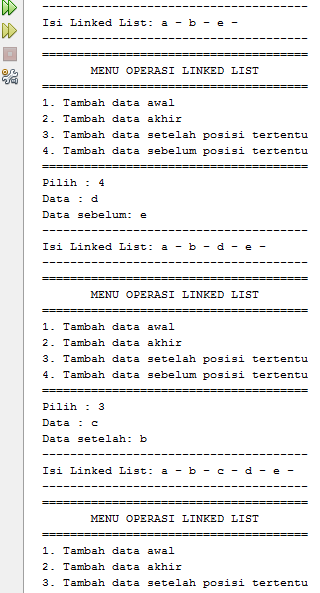 --------------------------------------
Isi Linked List: a - b - e -
--------------------------------------
======================================
MENU OPERASI LINKED LIST
======================================
1. Tambah data awal
2. Tambah data akhir
3. Tambah data setelah posisi tertentu
4. Tambah data sebelum posisi tertentu
======================================
Pilih : 4
Data : d
Data sebelum: e
--------------------------------------
Isi Linked List: a - b - d - e -
--------------------------------------
======================================
MENU OPERASI LINKED LIST
======================================
1. Tambah data awal
2. Tambah data akhir
3. Tambah data setelah posisi tertentu
4. Tambah data sebelum posisi tertentu
======================================
Pilih : 3
Data : c
Data setelah: b
--------------------------------------
Isi Linked List: a - b - c - d - e -
--------------------------------------
======================================
MENU OPERASI LINKED LIST
======================================
1. Tambah data awal
2. Tambah data akhir
3. Tambah data setelah posisi tertentu